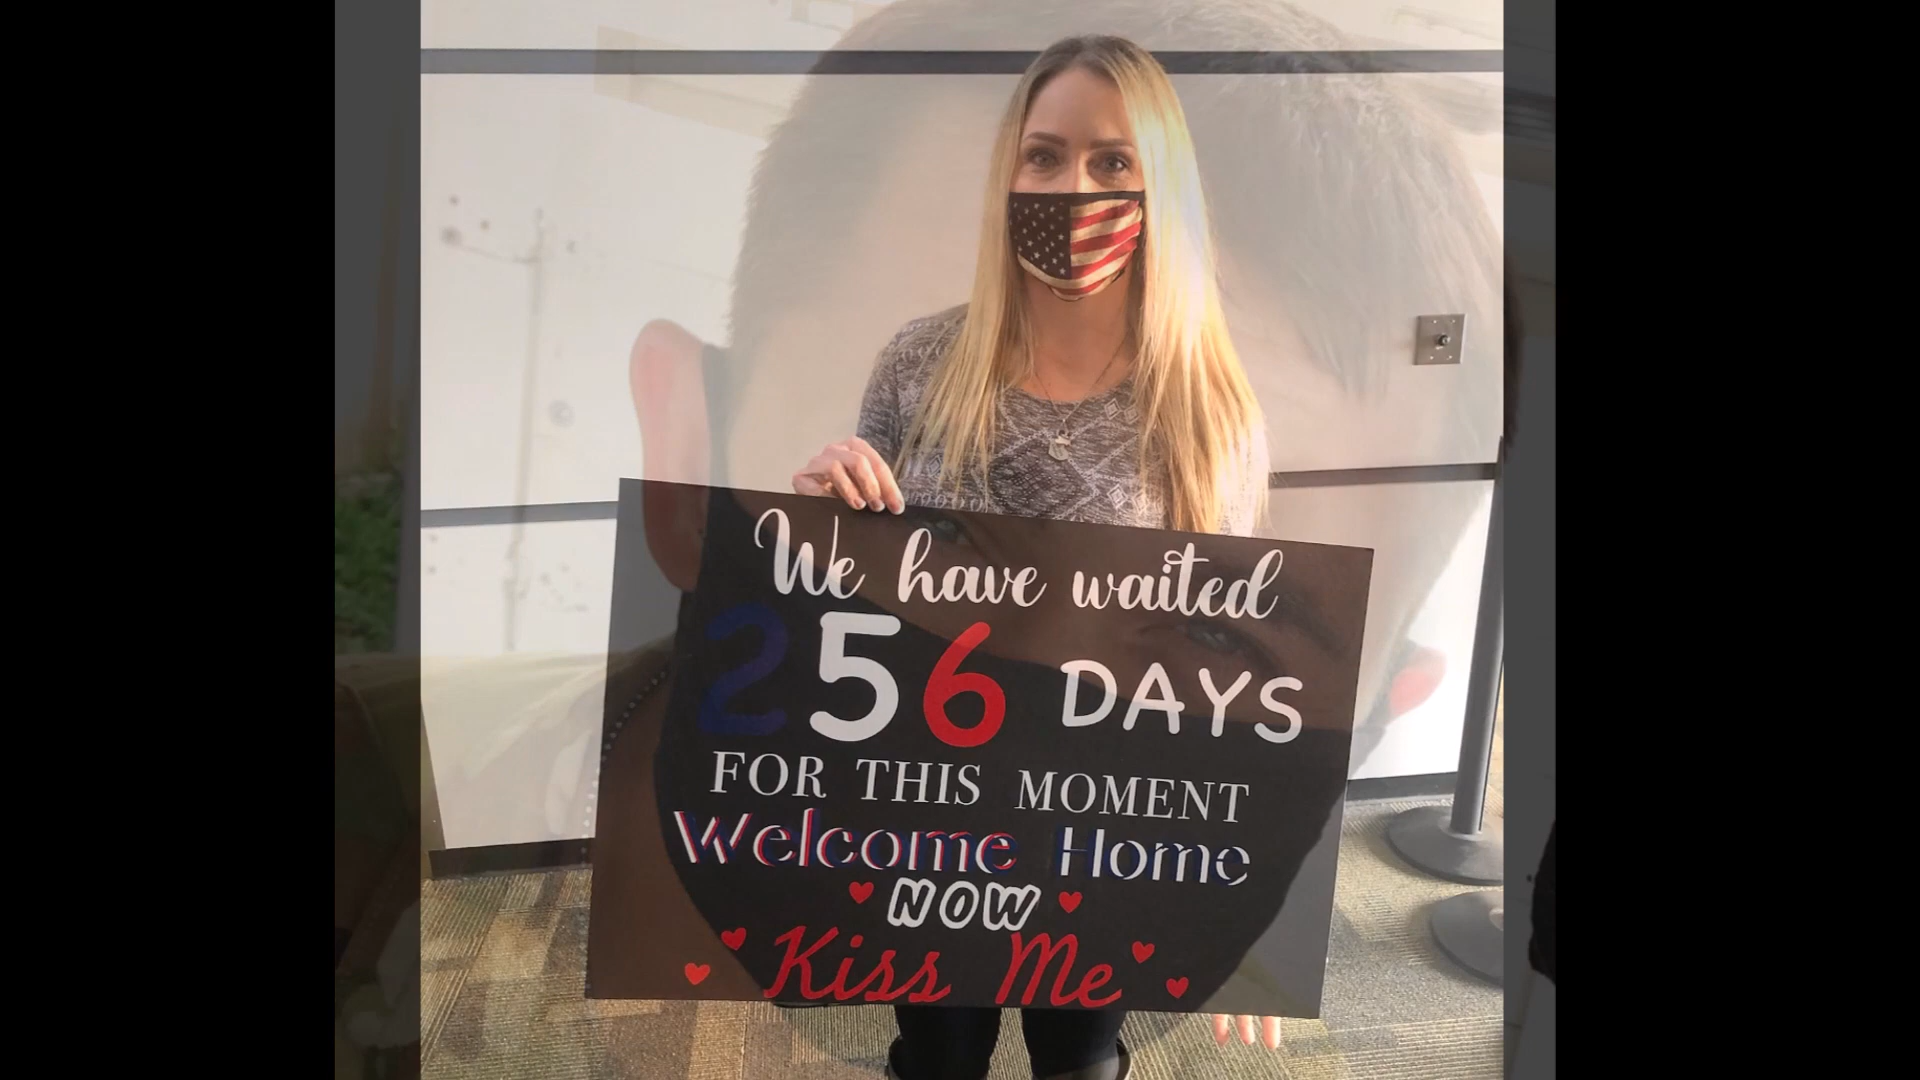 We have waited
256 DAYS
FOR THIS MOMENT
Welcome Home
NOW
Kiss Me